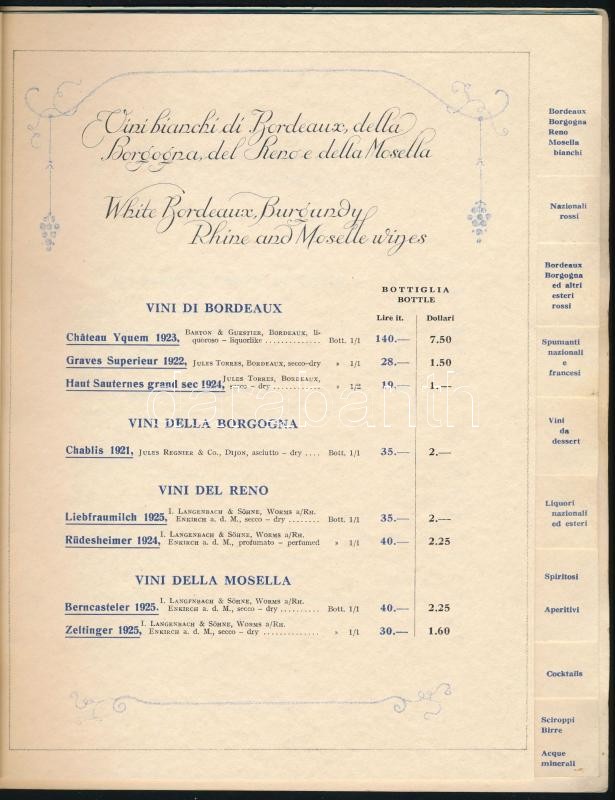 Vini bianchi di Bordeaux, della
Borgogna, del Reno e della Mosella
White Bordeaux, Burgundy
Rhine and Moselle wines
BOTTIGLIA
BOTTLE
Lire it. Dollari
VINI DI BORDEAUX
Château Yquem 1923, Barton & Guestier, Bordeaux, li-
quoroso – liquorlike .............. Bott. 1/1 140.— 7.50
Graves Superieur 1922, Jules Torres, Bordeaux, secco-dry » 1/1 28.— 1.50
Haut Sauternes grand sec 1924, Jules Torres, Bordeaux,
secco – dry ............ » 1/2 19.— 1.—
darabanth
VINI DELLA BORGOGNA
Chablis 1921, Jules Regnier & Co., Dijon, asciutto – dry .... Bott. 1/1 35.— 2.—
VINI DEL RENO
Liebfraumilch 1925, I. Langenbach & Söhne, Worms a/Rh.
Enkirch a. d. M., secco – dry ........ Bott. 1/1 35.— 2.—
Rüdesheimer 1924, I. Langenbach & Söhne, Worms a/Rh.
Enkirch a. d. M., profumato – perfumed » 1/1 40.— 2.25
VINI DELLA MOSELLA
Berncasteler 1925. I. Langenbach & Söhne, Worms a/Rh.
Enkirch a. d. M., secco – dry .......... Bott. 1/1 40.— 2.25
Zeltinger 1925, I. Langenbach & Söhne, Worms a/Rh.
Enkirch a. d. M., secco – dry .............. » 1/1 30.— 1.60
Bordeaux
Borgogna
Reno
Mosella
bianchi
Nazionali
rossi
Bordeaux
Borgogna
ed altri
esteri
rossi
Spumanti
nazionali
e
francesi
Vini
da
dessert
Liquori
nazionali
ed esteri
Spiritosi
Aperitivi
Cocktails
Sciroppi
Birre
Acque
minerali